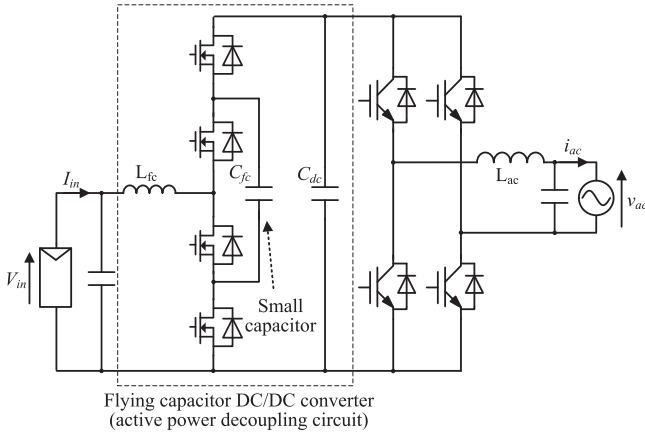 I_in
L_fc
C_fc
C_dc
L_ac
i_ac
v_ac
V_in
Small
capacitor
Flying capacitor DC/DC converter
(active power decoupling circuit)